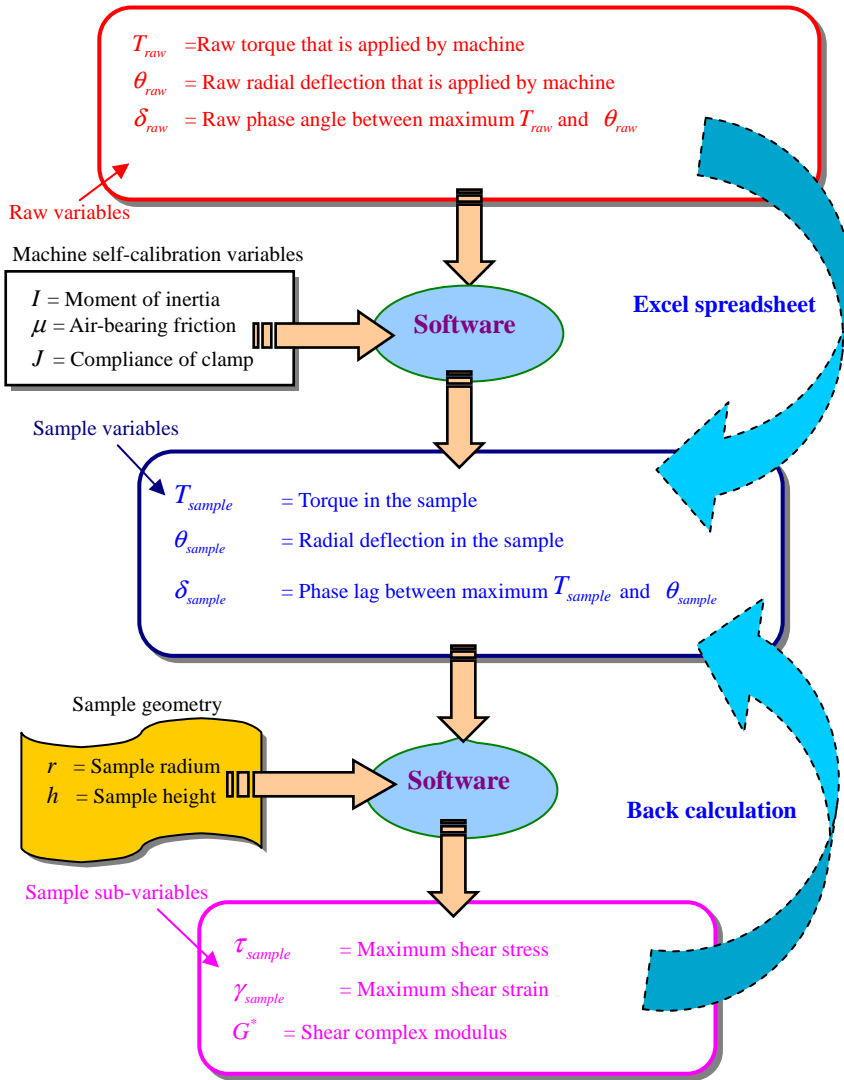 T_raw =Raw torque that is applied by machine
θ_raw = Raw radial deflection that is applied by machine
δ_raw = Raw phase angle between maximum T_raw and θ_raw
Raw variables
Machine self-calibration variables
I = Moment of inertia
μ = Air-bearing friction
J = Compliance of clamp
Software
Excel spreadsheet
Sample variables
T_sample = Torque in the sample
θ_sample = Radial deflection in the sample
δ_sample = Phase lag between maximum T_sample and θ_sample
Sample geometry
r = Sample radium
h = Sample height
Software
Back calculation
Sample sub-variables
τ_sample = Maximum shear stress
γ_sample = Maximum shear strain
G* = Shear complex modulus